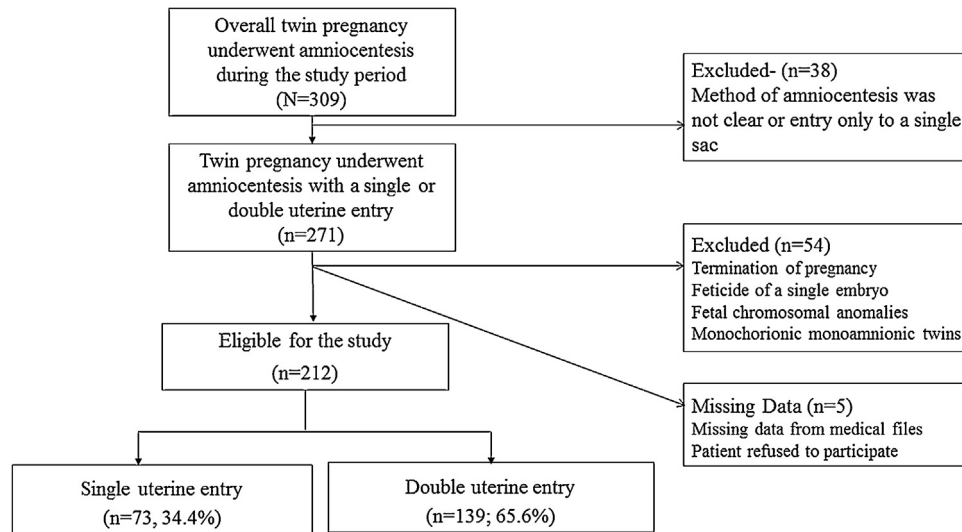 Overall twin pregnancy
underwent amniocentesis
during the study period
(N=309)
Excluded- (n=38)
Method of amniocentesis was
not clear or entry only to a single
sac
Twin pregnancy underwent
amniocentesis with a single or
double uterine entry
(n=271)
Excluded (n=54)
Termination of pregnancy
Feticide of a single embryo
Fetal chromosomal anomalies
Monochorionic monoamnionic twins
Eligible for the study
(n=212)
Missing Data (n=5)
Missing data from medical files
Patient refused to participate
Single uterine entry
(n=73, 34.4%)
Double uterine entry
(n=139; 65.6%)